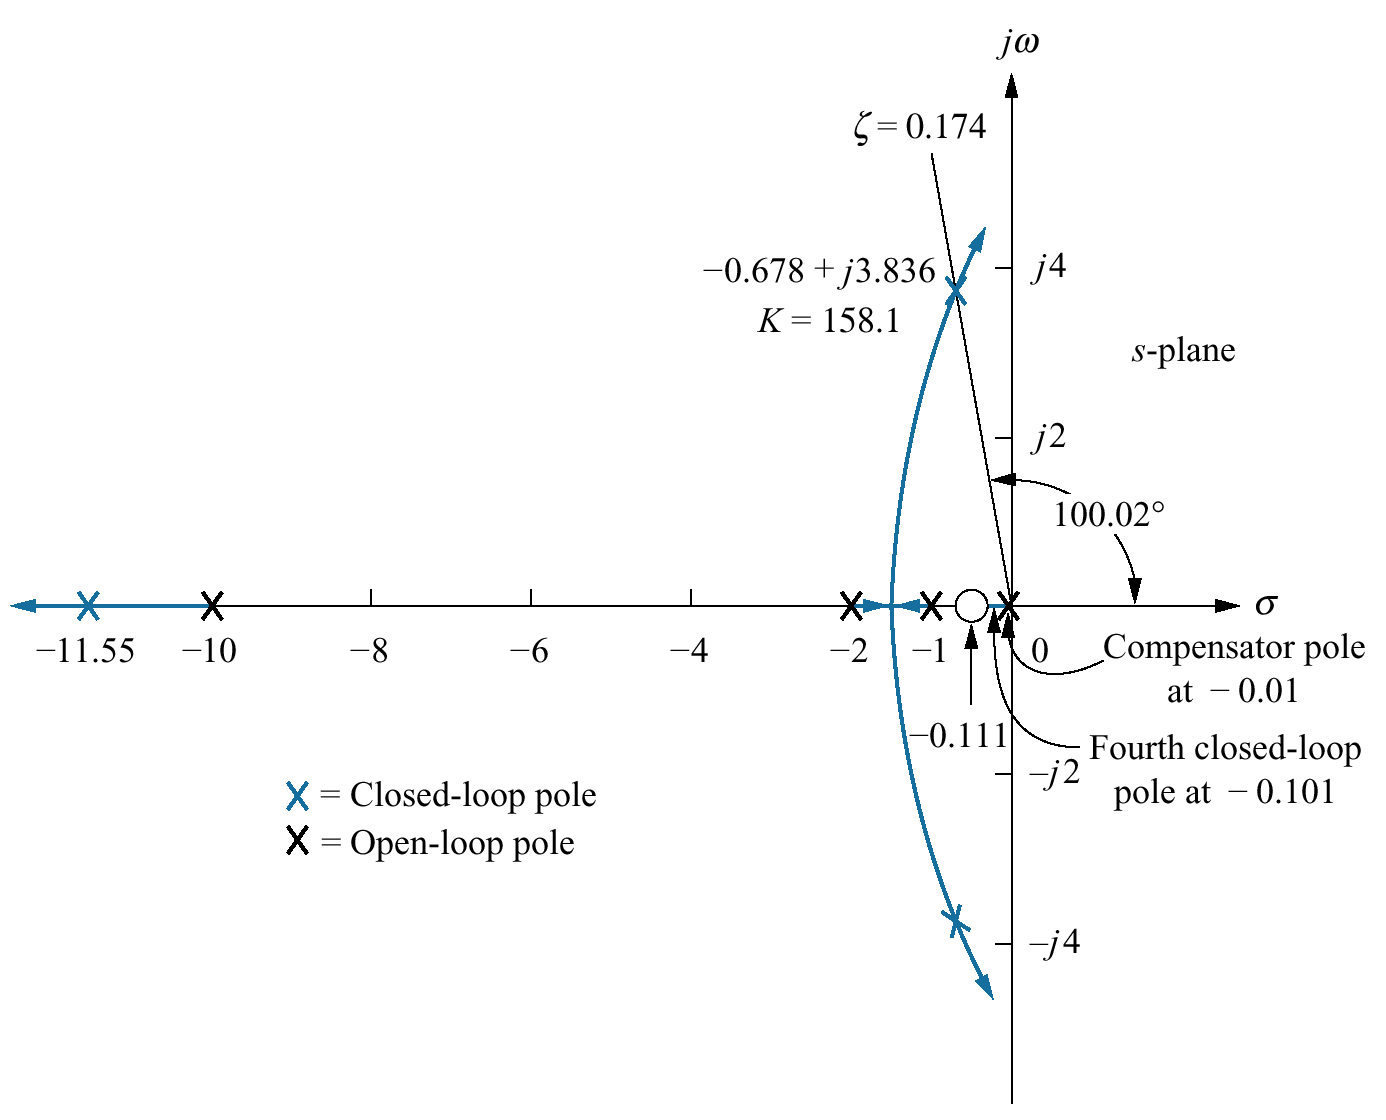 jω
ζ = 0.174
−0.678 + j3.836
K = 158.1
j4
s-plane
j2
100.02°
σ
−11.55
−10
−8
−6
−4
−2
−1
0
Compensator pole
at − 0.01
−0.111
Fourth closed-loop
pole at − 0.101
−j2
X = Closed-loop pole
X = Open-loop pole
−j4